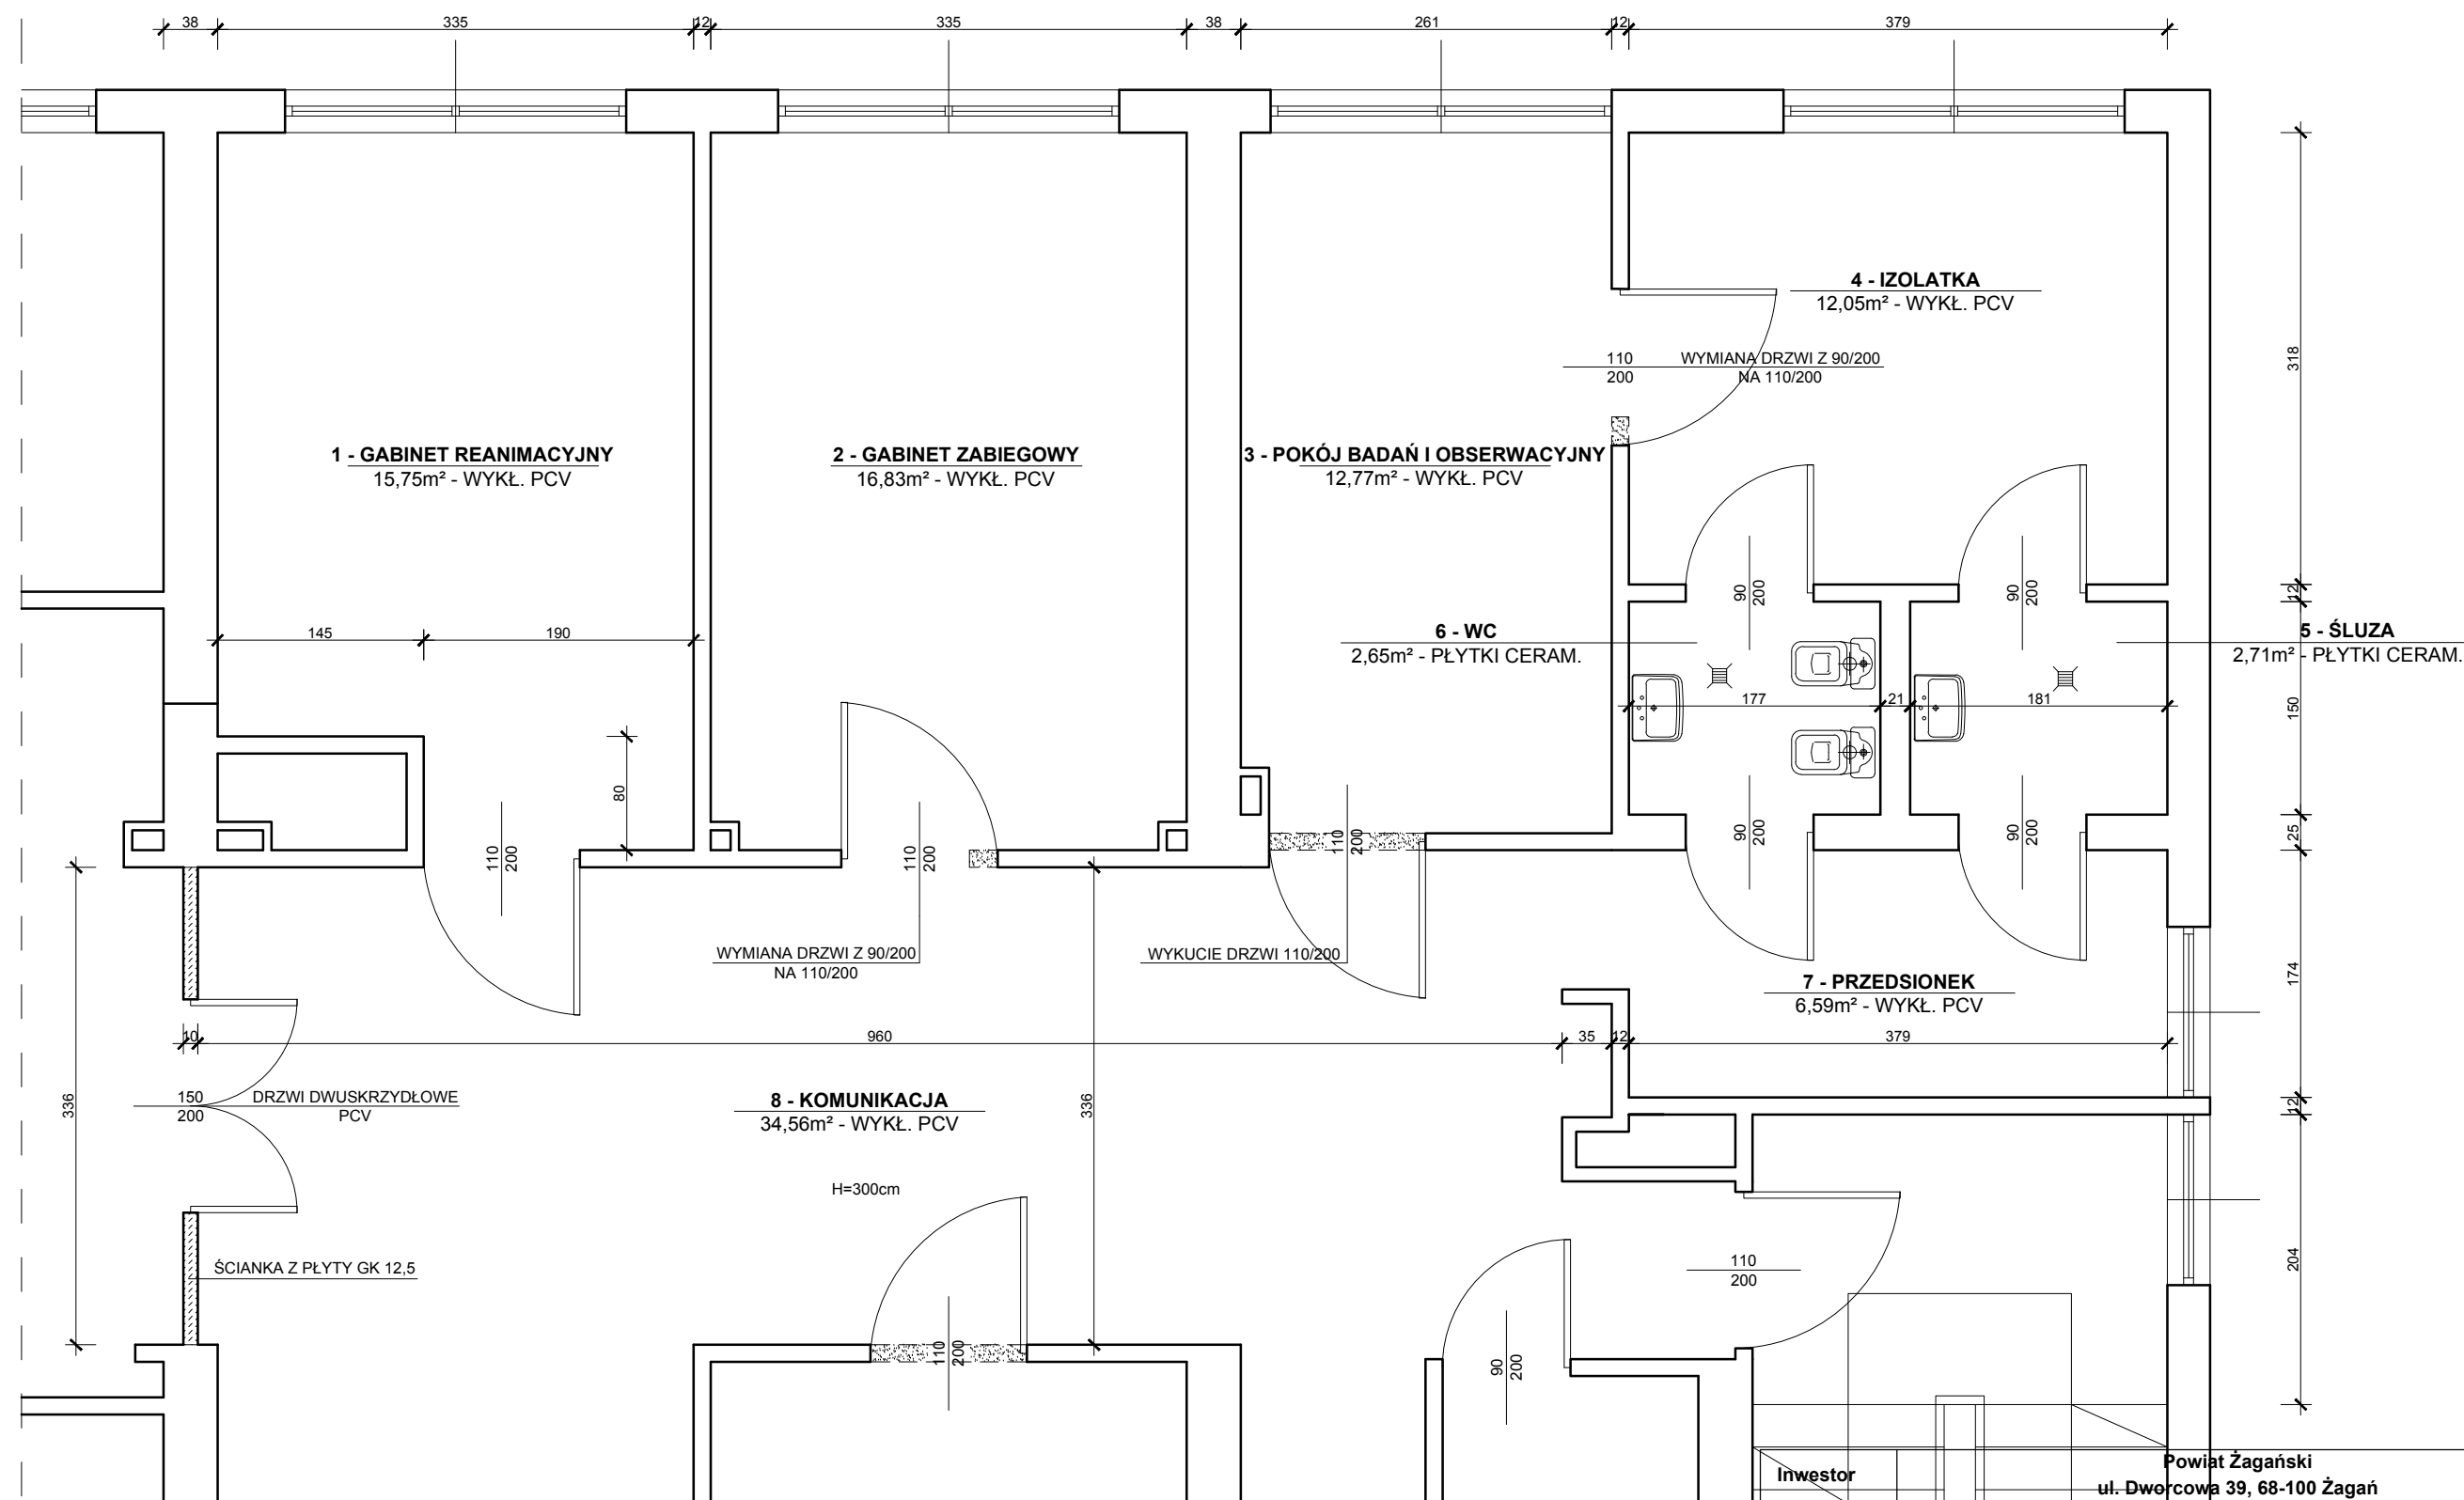 38 335 12 335 38 261 12 379
4 - IZOLATKA
12,05m² - WYKŁ. PCV
110 WYMIANA DRZWI Z 90/200
200 NA 110/200
318
1 - GABINET REANIMACYJNY
15,75m² - WYKŁ. PCV
2 - GABINET ZABIEGOWY
16,83m² - WYKŁ. PCV
3 - POKÓJ BADAŃ I OBSERWACYJNY
12,77m² - WYKŁ. PCV
90
200
90
200
12
145 190
6 - WC
2,65m² - PŁYTKI CERAM.
5 - ŚLUZA
2,71m² - PŁYTKI CERAM.
177 21 181
150
80
110
200
110
200
110
200
90
200
90
200
25
WYMIANA DRZWI Z 90/200
NA 110/200
WYKUCIE DRZWI 110/200
7 - PRZEDSIONEK
6,59m² - WYKŁ. PCV
174
10 960 35 12 379
336
150 DRZWI DWUSKRZYDŁOWE
200 PCV
8 - KOMUNIKACJA
34,56m² - WYKŁ. PCV
336
12
H=300cm
ŚCIANKA Z PŁYTY GK 12,5
110
200
204
110
200
90
200
Inwestor
Powiat Żagański
ul. Dworcowa 39, 68-100 Żagań